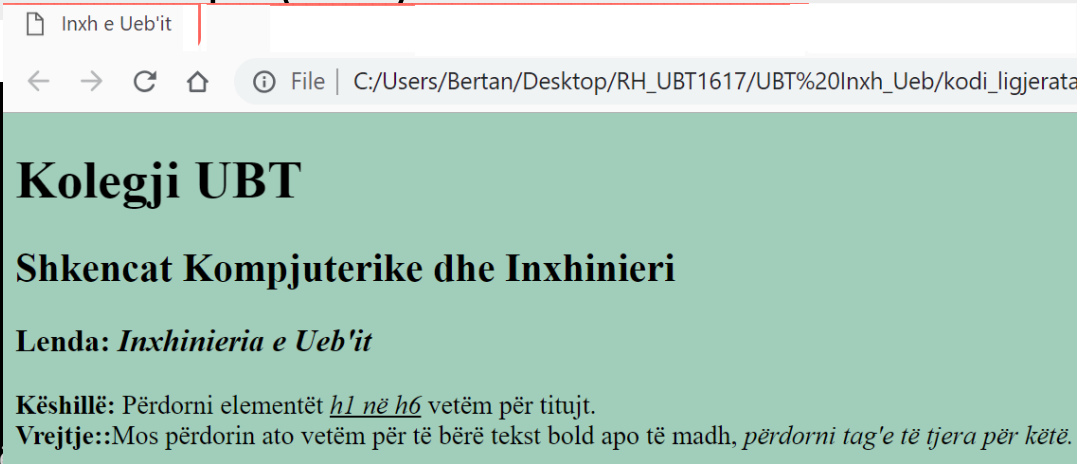 Inxh e Ueb'it
File | C:/Users/Bertan/Desktop/RH_UBT1617/UBT%20Inxh_Ueb/kodi_ligjerata
Kolegji UBT
Shkencat Kompjuterike dhe Inxhinieri
Lenda: Inxhinieria e Ueb'it
Këshillë: Përdorni elementët h1 në h6 vetëm për titujt.
Vrejtje::Mos përdorin ato vetëm për të bërë tekst bold apo të madh, përdorni tag'e të tjera për këtë.